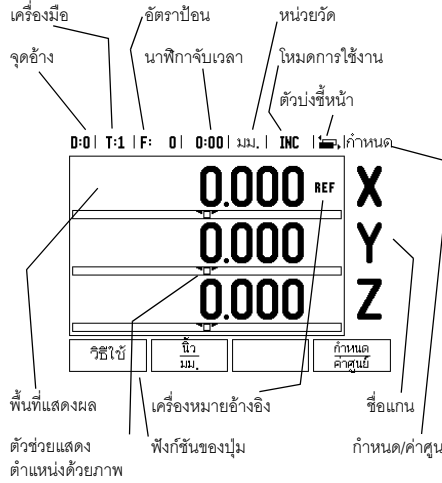 เครื่องมือ อัตราป้อน หน่วยวัด
จุดอ้าง นาฬิกาจับเวลา โหมดการใช้งาน
ตัวบ่งชี้หน้า
D:0 | T:1 | F: 0 | 0:00 | มม. | INC | กำหนด
0.000 REF X
0.000 Y
0.000 Z
วิธีใช้ นิ้ว กำหนด
มม. ค่าศูนย์
พื้นที่แสดงผล เครื่องหมายอ้างอิง ชื่อแกน
ตัวช่วยแสดง ฟังก์ชันของปุ่ม กำหนด/ค่าศูน
ตำแหน่งด้วยภาพ